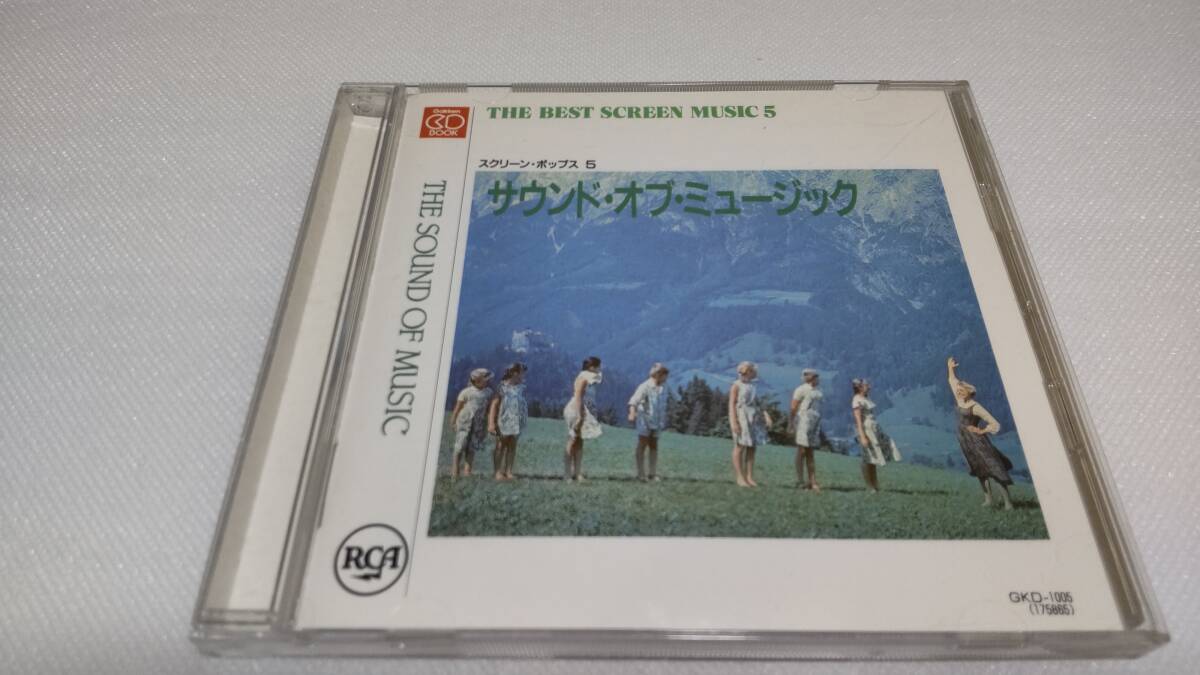 Gakken
CD
BOOK
THE BEST SCREEN MUSIC 5
スクリーン・ポップス 5
サウンド・オブ・ミュージック
THE SOUND OF MUSIC
RCA
GKD-1005
(175865)